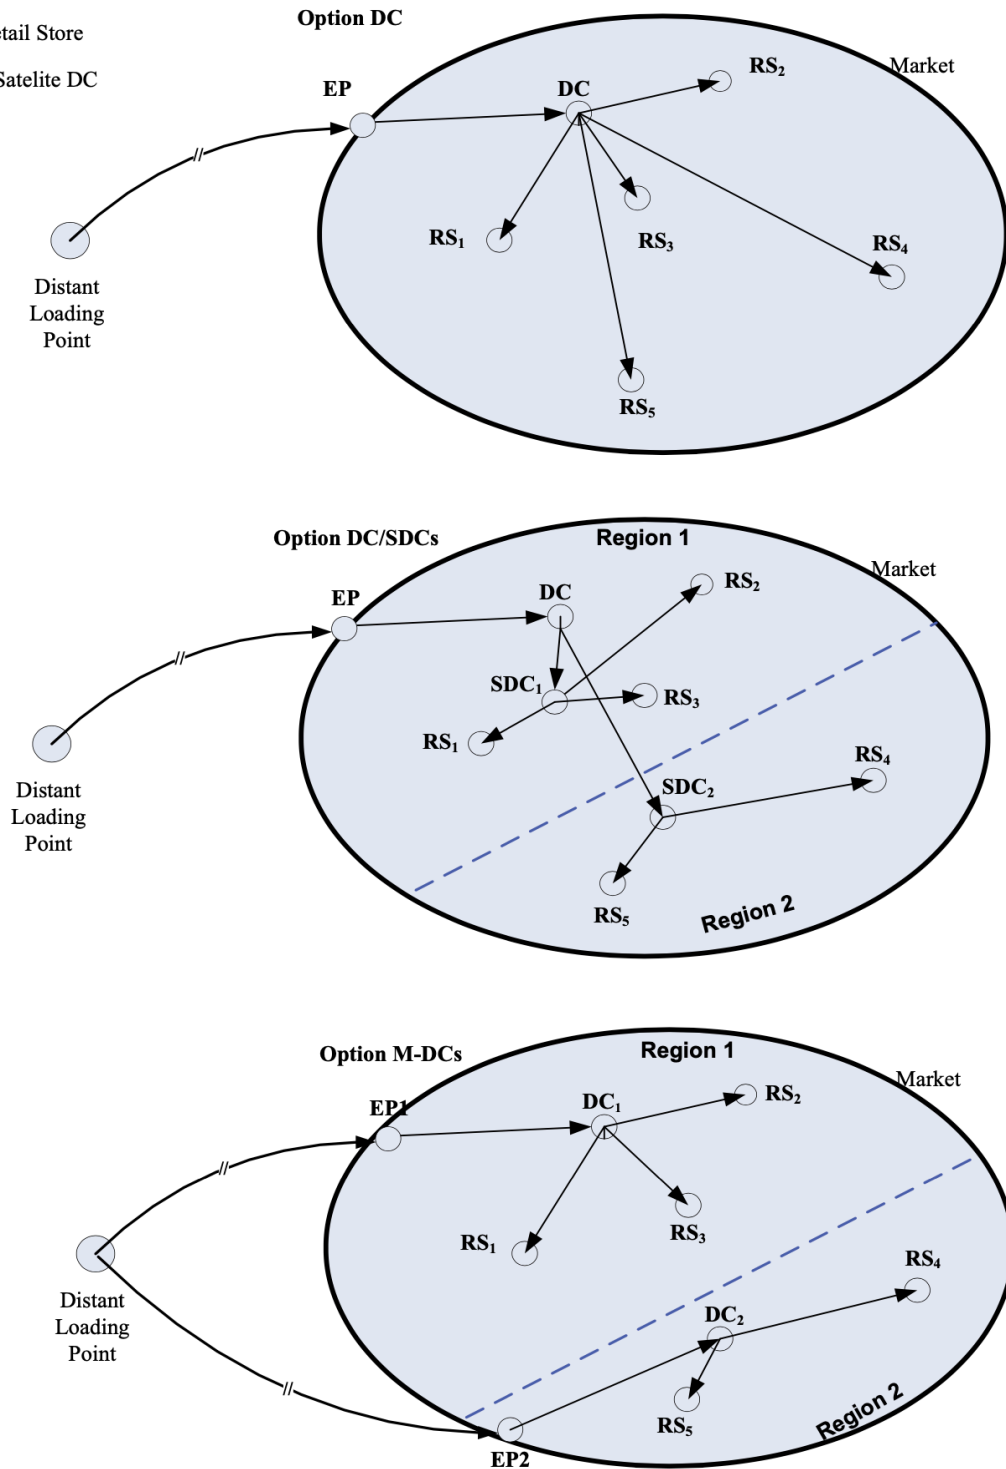 Option DC
etail Store
Satelite DC
EP
DC
RS₂
Market
RS₁
RS₃
RS₄
Distant
Loading
Point
RS₅
Option DC/SDCs
Region 1
Market
EP
DC
RS₂
SDC₁
RS₃
RS₁
RS₄
SDC₂
Distant
Loading
Point
RS₅
Region 2
Option M-DCs
Region 1
Market
EP1
DC₁
RS₂
RS₁
RS₃
RS₄
Distant
Loading
Point
DC₂
RS₅
Region 2
EP2